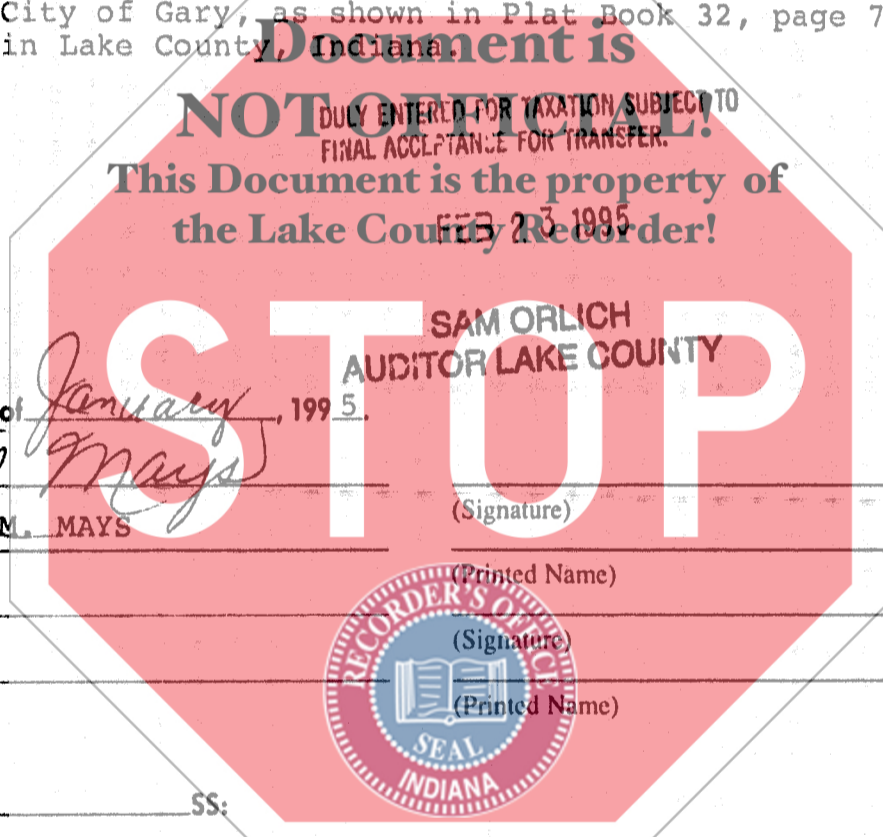 City of Gary, as shown in Plat Book 32, page 7
in Lake County, Indiana.
Document is
NOT OFFICIAL!
DULY ENTERED FOR TAXATION SUBJECT TO
FINAL ACCEPTANCE FOR TRANSFER.
This Document is the property of
the Lake County Recorder!
FEB 23 1995
STOP
SAM ORLICH
AUDITOR LAKE COUNTY
of January, 1995.
Mays
M. MAYS
(Signature)
(Printed Name)
(Signature)
(Printed Name)
RECORDER'S OFFICE
SEAL
INDIANA
SS: